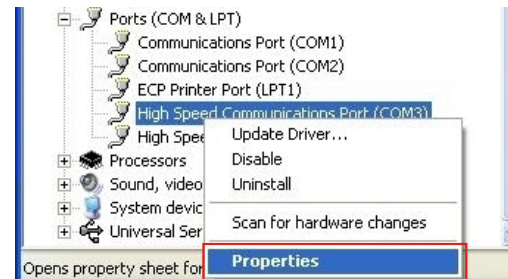 Ports (COM & LPT)
Communications Port (COM1)
Communications Port (COM2)
ECP Printer Port (LPT1)
High Speed Communications Port (COM3)
High Spee
Update Driver...
Processors
Disable
Sound, video
Uninstall
System devic
Scan for hardware changes
Universal Ser
Properties
Opens property sheet for